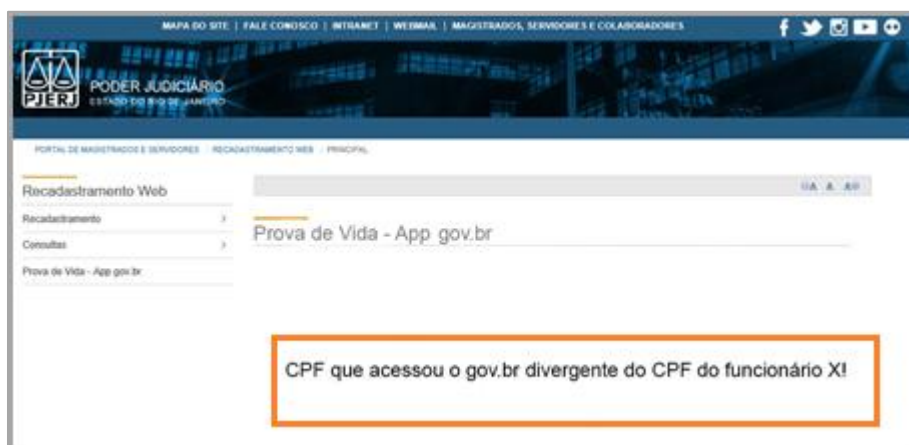 MAPA DO SITE | FALE CONOSCO | INTRANET | WEBMAIL | MAGISTRADOS, SERVIDORES E COLABORADORES
PJERJ
PODER JUDICIÁRIO
ESTADO DO RIO DE JANEIRO
PORTAL DE MAGISTRADOS E SERVIDORES / RECADASTRAMENTO WEB / PRINCIPAL
Recadastramento Web
Recadastramento
Consultas
Prova de Vida - App gov.br
Prova de Vida - App gov.br
CPF que acessou o gov.br divergente do CPF do funcionário X!